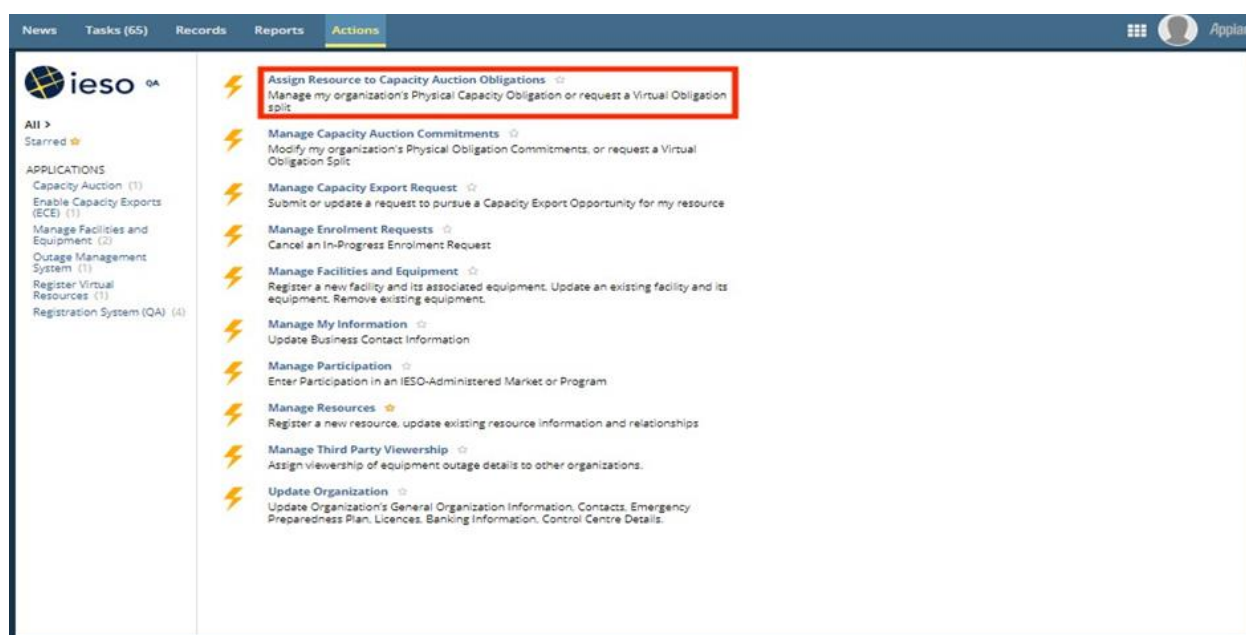 News Tasks (65) Records Reports Actions
ieso QA
All >
Starred
APPLICATIONS
Capacity Auction (1)
Enable Capacity Exports
(ECE) (1)
Manage Facilities and
Equipment (2)
Outage Management
System (1)
Register Virtual
Resources (1)
Registration System (QA) (4)
Assign Resource to Capacity Auction Obligations
Manage my organization's Physical Capacity Obligation or request a Virtual Obligation
split
Manage Capacity Auction Commitments
Modify my organization's Physical Obligation Commitments, or request a Virtual
Obligation Split
Manage Capacity Export Request
Submit or update a request to pursue a Capacity Export Opportunity for my resource
Manage Enrolment Requests
Cancel an In-Progress Enrolment Request
Manage Facilities and Equipment
Register a new facility and its associated equipment. Update an existing facility and its
equipment. Remove existing equipment.
Manage My Information
Update Business Contact Information
Manage Participation
Enter Participation in an IESO-Administered Market or Program
Manage Resources
Register a new resource, update existing resource information and relationships
Manage Third Party Viewership
Assign viewership of equipment outage details to other organizations.
Update Organization
Update Organization's General Organization Information, Contacts, Emergency
Preparedness Plan, Licences, Banking Information, Control Centre Details.